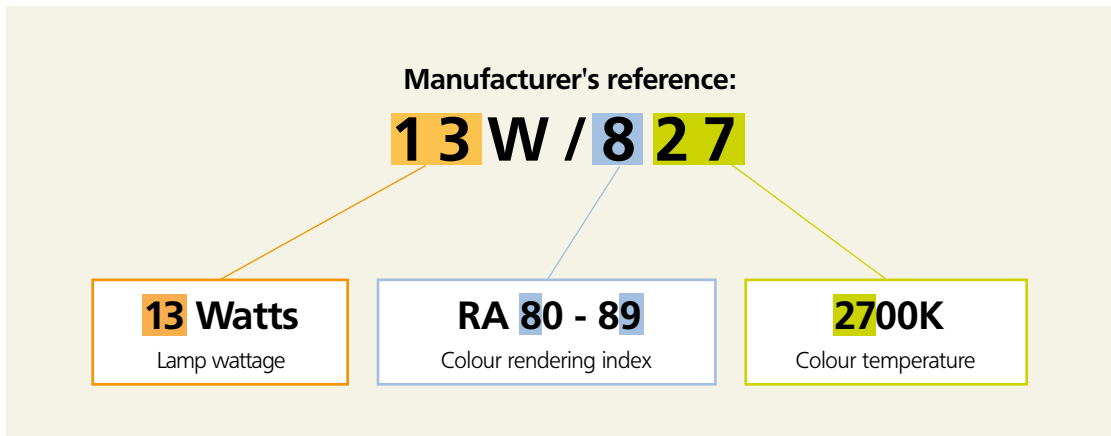 Manufacturer's reference:
13W/827
13 Watts
Lamp wattage
RA 80 - 89
Colour rendering index
2700K
Colour temperature